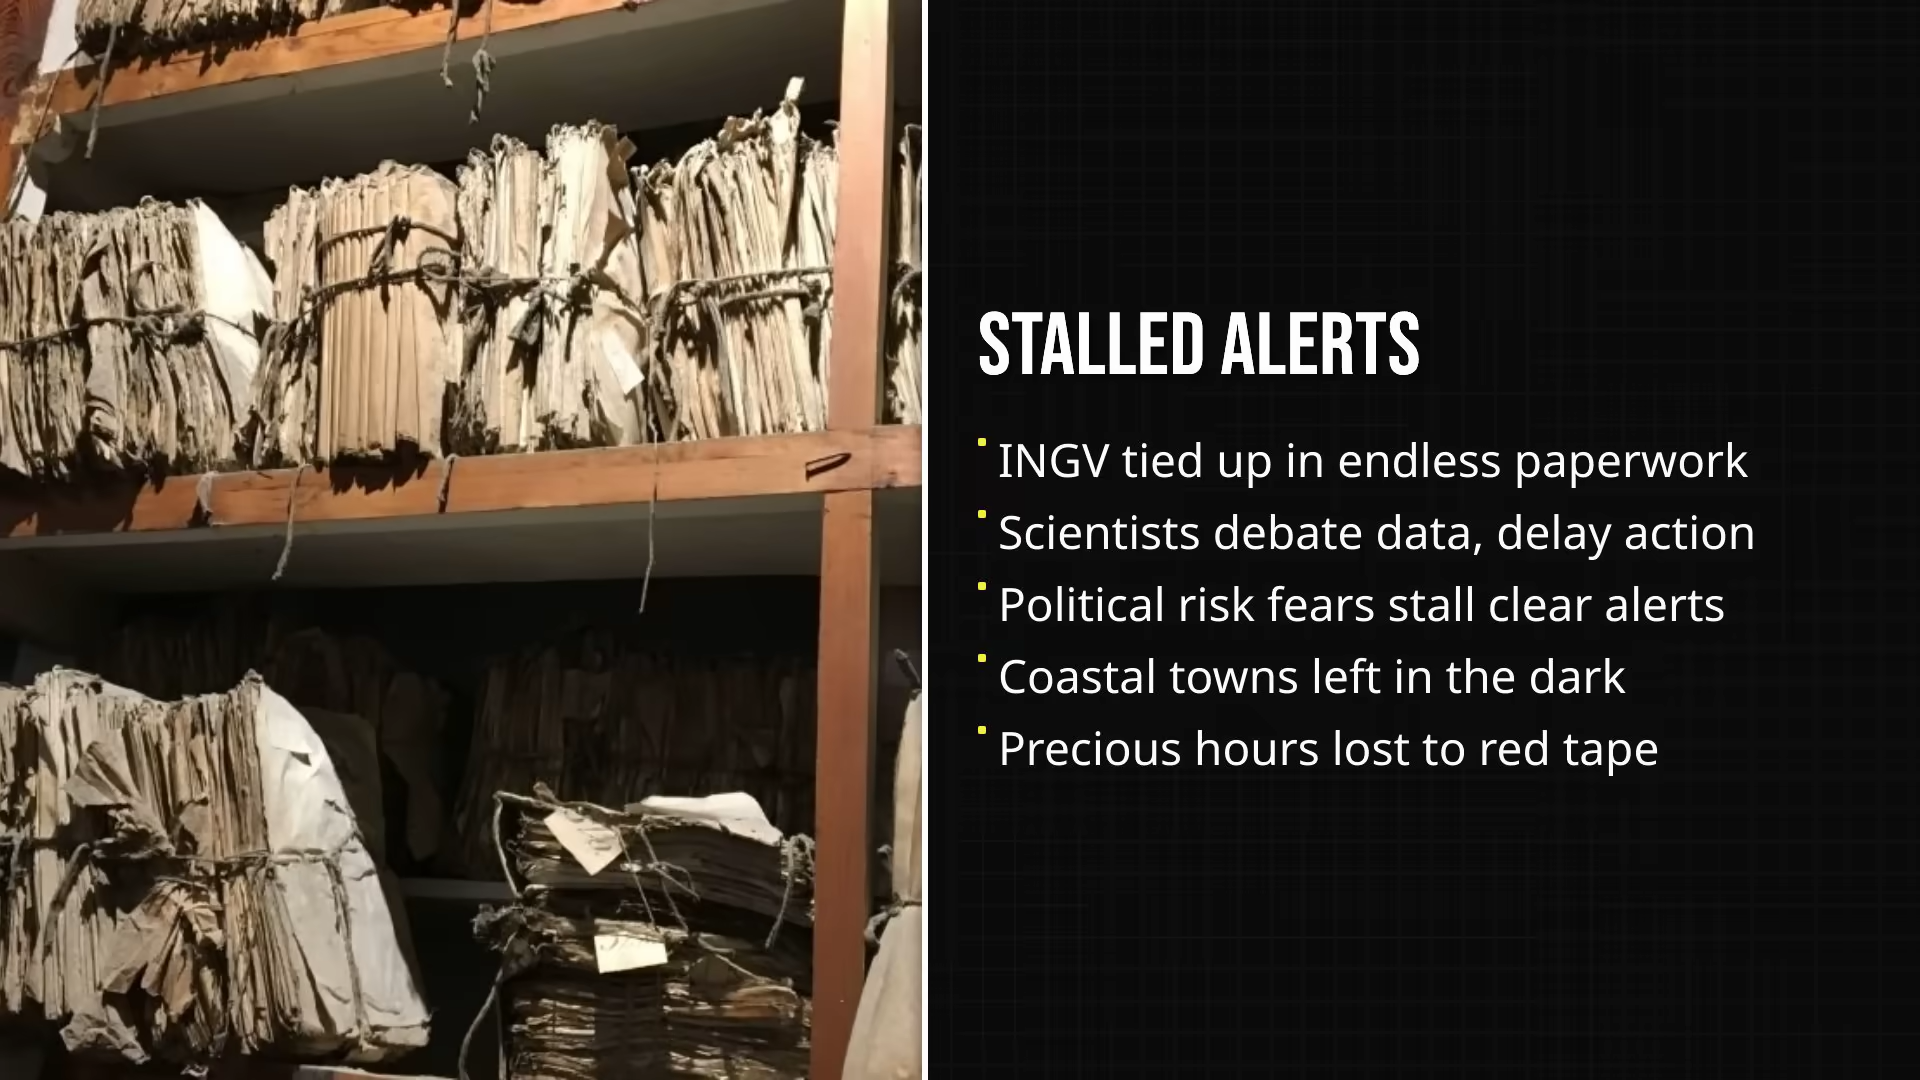 STALLED ALERTS
INGV tied up in endless paperwork
Scientists debate data, delay action
Political risk fears stall clear alerts
Coastal towns left in the dark
Precious hours lost to red tape